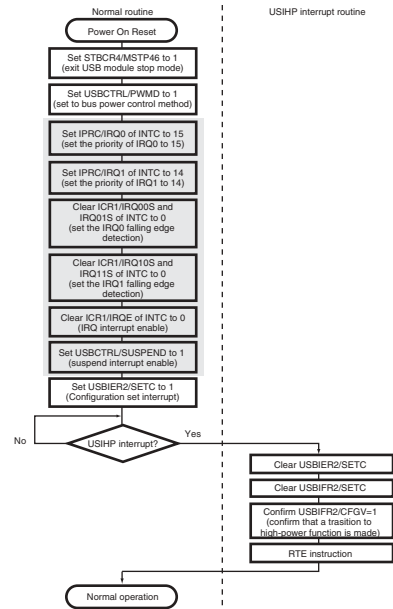 Normal routine
USIHP interrupt routine
Power On Reset
Set STBCR4/MSTP46 to 1
(exit USB module stop mode)
Set USBCTRL/PWMD to 1
(set to bus power control method)
Set IPRC/IRQ0 of INTC to 15
(set the priority of IRQ0 to 15)
Set IPRC/IRQ1 of INTC to 14
(set the priority of IRQ1 to 14)
Clear ICR1/IRQ00S and
IRQ01S of INTC to 0
(set the IRQ0 falling edge
detection)
Clear ICR1/IRQ10S and
IRQ11S of INTC to 0
(set the IRQ1 falling edge
detection)
Clear ICR1/IRQE of INTC to 0
(IRQ interrupt enable)
Set USBCTRL/SUSPEND to 1
(suspend interrupt enable)
Set USBIER2/SETC to 1
(Configuration set interrupt)
No
USIHP interrupt?
Yes
Clear USBIER2/SETC
Clear USBIFR2/SETC
Confirm USBIFR2/CFGV=1
(confirm that a trasition to
high-power function is made)
RTE instruction
Normal operation